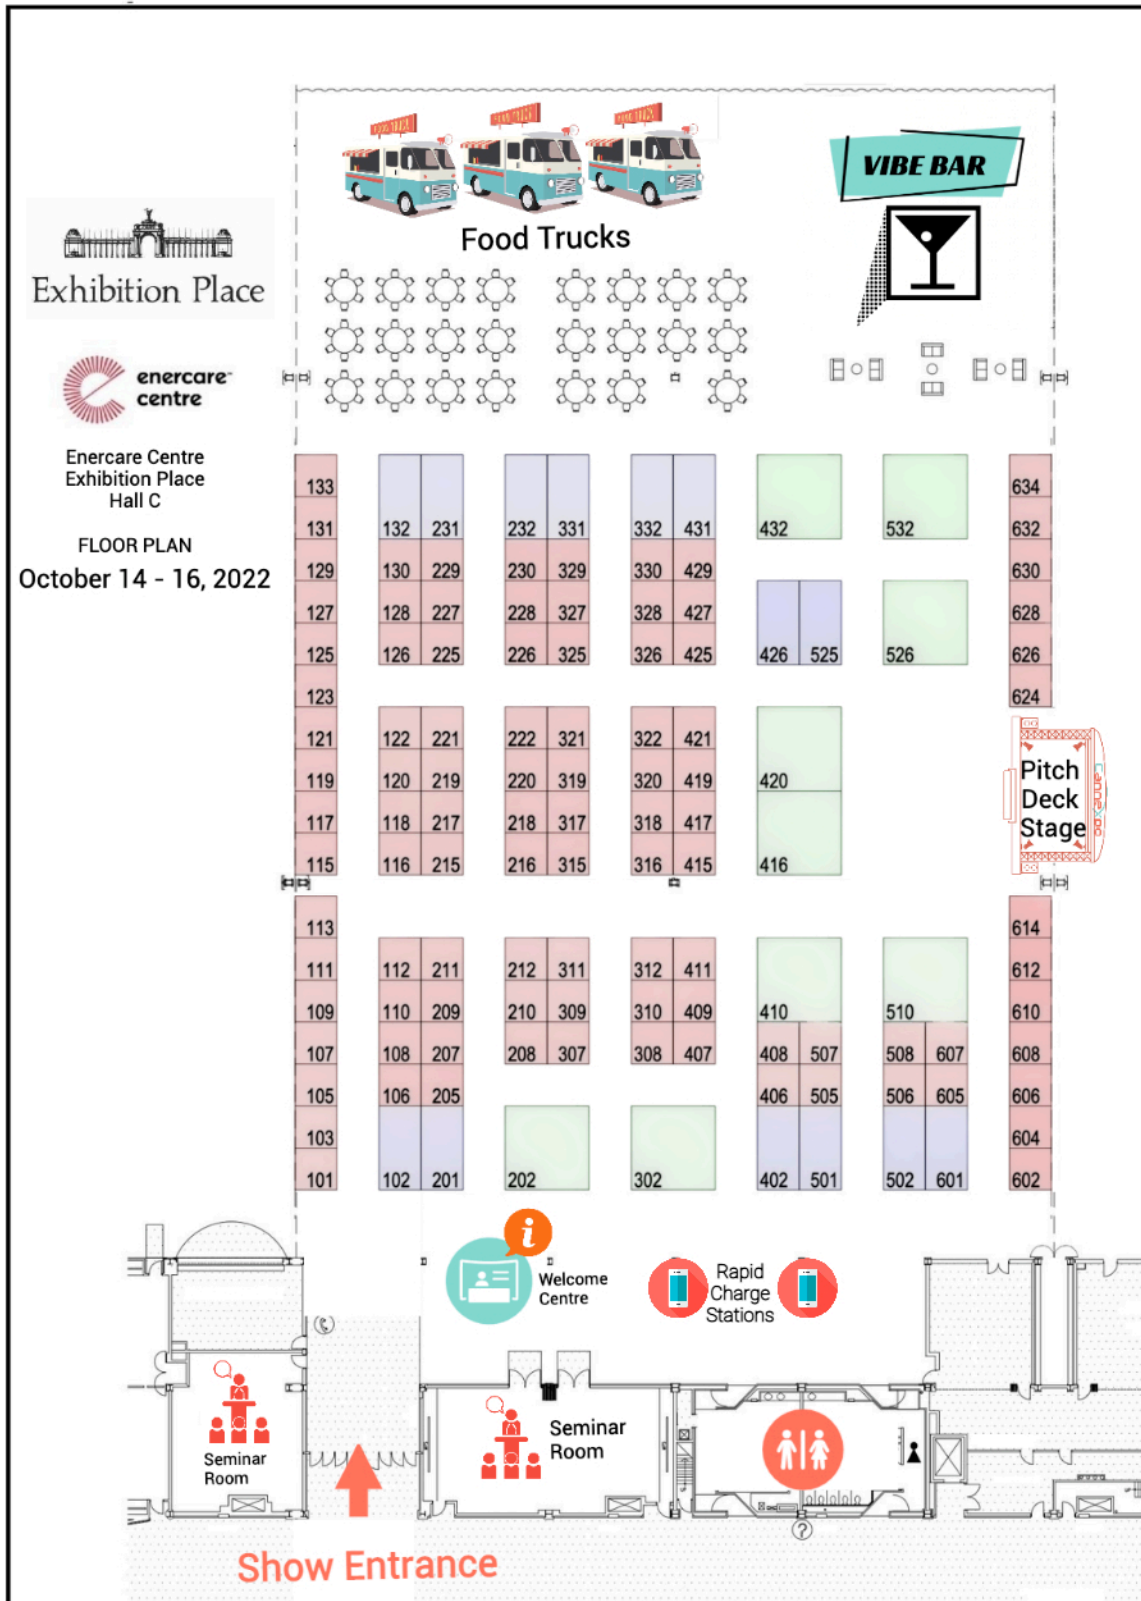 FOOD TRUCK
FOOD TRUCK
FOOD TRUCK
VIBE BAR
Food Trucks
Exhibition Place
enercare™
centre
Enercare Centre
Exhibition Place
Hall C
FLOOR PLAN
October 14 - 16, 2022
133 634
131 132 231 232 331 332 431 432 532 632
129 130 229 230 329 330 429 630
127 128 227 228 327 328 427 628
125 126 225 226 325 326 425 426 525 526 626
123 624
121 122 221 222 321 322 421
119 120 219 220 319 320 419 420
117 118 217 218 317 318 417
115 116 215 216 315 316 415 416
Pitch
Deck
Stage
CannaXpo
113 614
111 112 211 212 311 312 411 612
109 110 209 210 309 310 409 410 510 610
107 108 207 208 307 308 407 408 507 508 607 608
105 106 205 406 505 506 605 606
103 604
101 102 201 202 302 402 501 502 601 602
i
Welcome
Centre
Rapid
Charge
Stations
Seminar
Room
Seminar
Room
?
Show Entrance